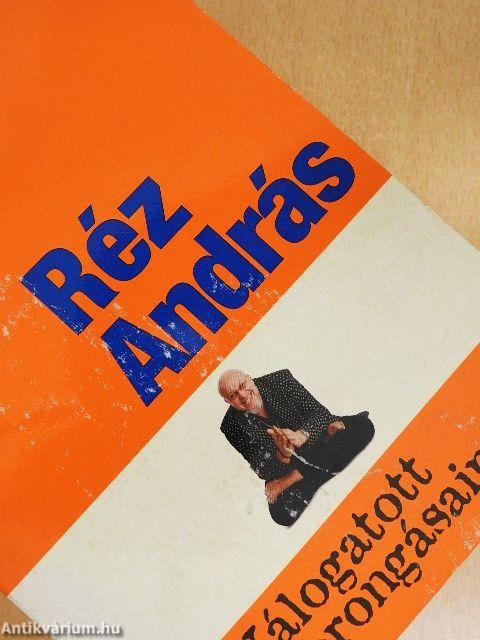 Réz
András
Válogatott
Antikvárium.hu